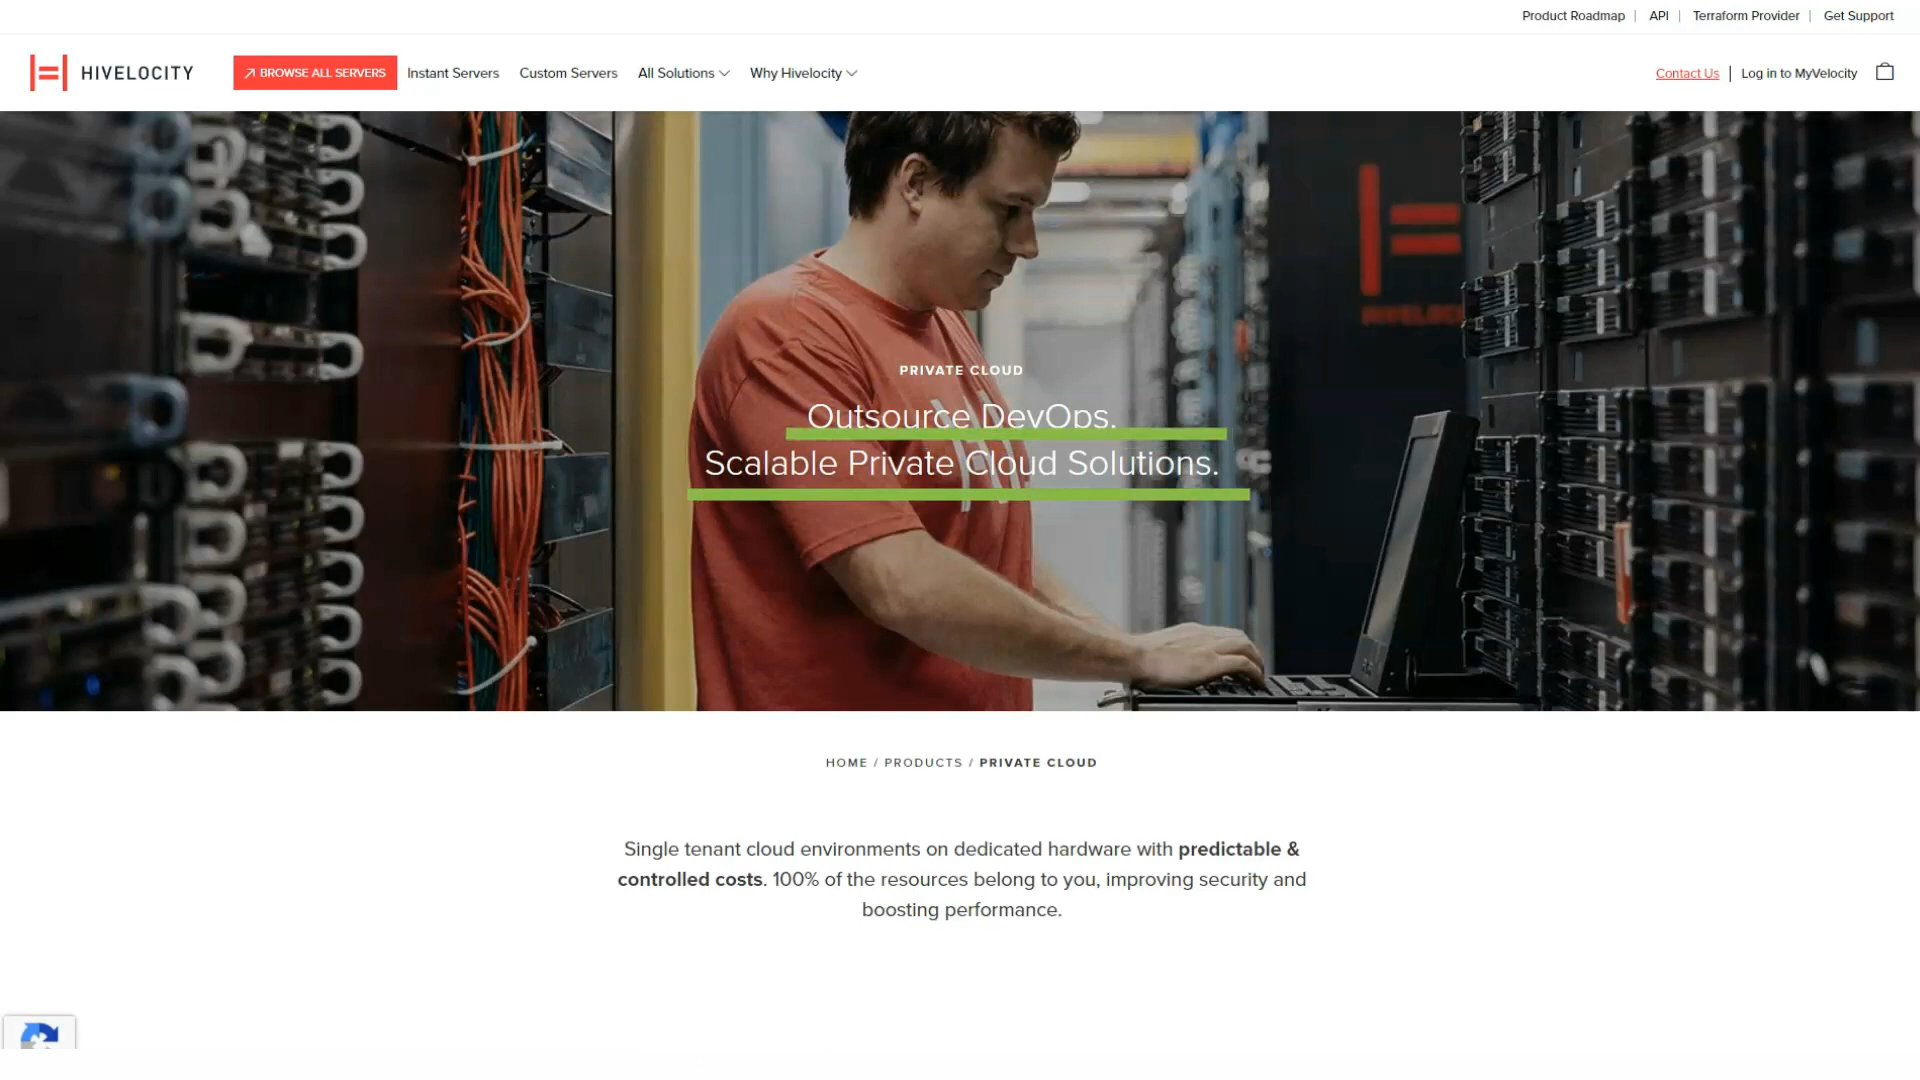 Product Roadmap | API | Terraform Provider | Get Support
HIVELOCITY
BROWSE ALL SERVERS Instant Servers Custom Servers All Solutions Why Hivelocity
Contact Us | Log in to MyVelocity
HIVELOC
PRIVATE CLOUD
Outsource DevOps.
Scalable Private Cloud Solutions.
HOME / PRODUCTS / PRIVATE CLOUD
Single tenant cloud environments on dedicated hardware with predictable &
controlled costs. 100% of the resources belong to you, improving security and
boosting performance.